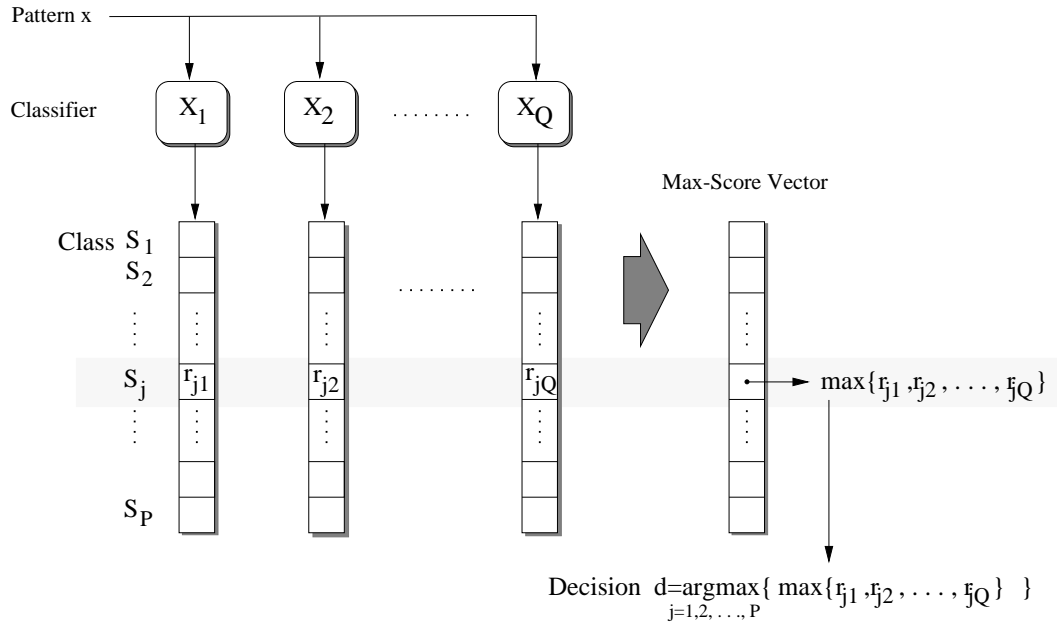 Pattern x
Classifier X1 X2 . . . . . . . . XQ
Max-Score Vector
Class S1
S2 . . . . . . . .
Sj rj1 rj2 rjQ max{rj1 ,rj2 , . . . , rjQ}
SP
Decision d=argmax{ max{rj1 ,rj2 , . . . , rjQ} }
j=1,2, . . ., P